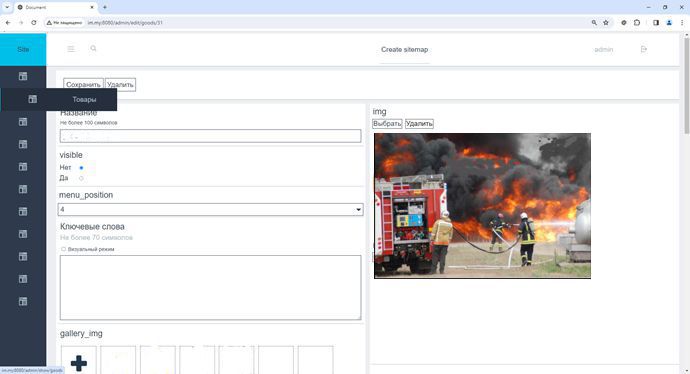 Document
Не защищено
im.my:8080/admin/edit/goods/31
Site
Create sitemap
admin
Сохранить
Удалить
Товары
Название
Не более 100 символов
visible
Нет
Да
menu_position
4
Ключевые слова
Не более 70 символов
Визуальный режим
gallery_img
img
Выбрать
Удалить
im.my:8080/admin/show/goods